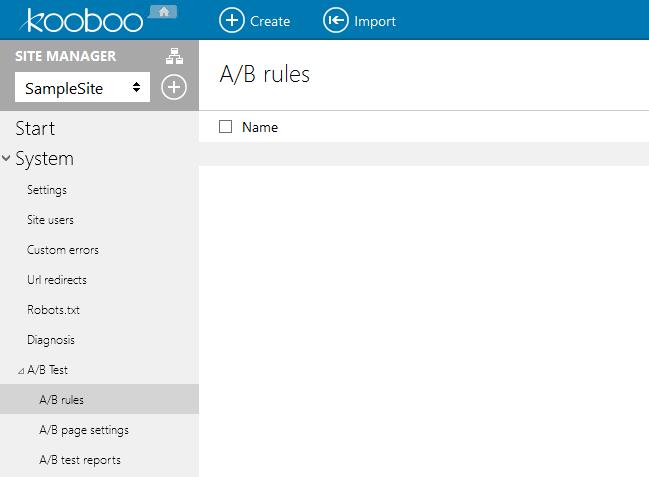 kooboo
Create
Import
SITE MANAGER
SampleSite
A/B rules
Name
Start
System
Settings
Site users
Custom errors
Url redirects
Robots.txt
Diagnosis
A/B Test
A/B rules
A/B page settings
A/B test reports